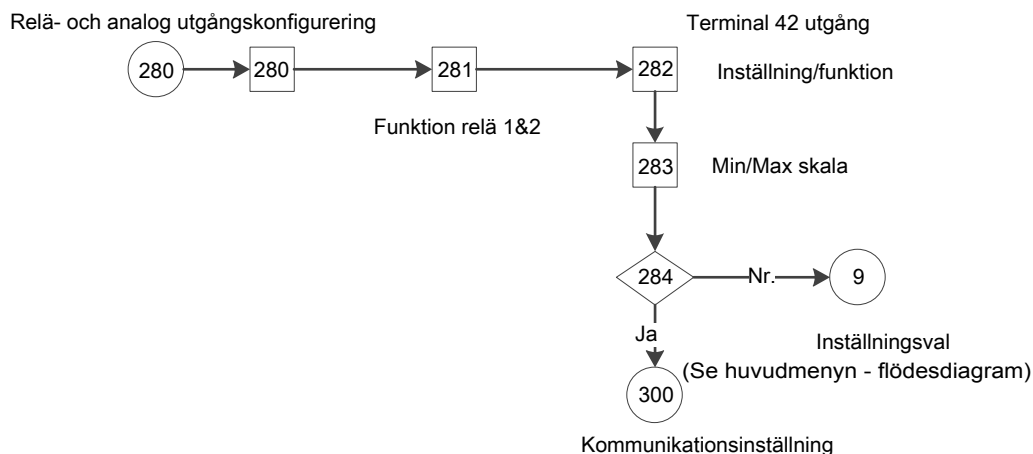 Relä- och analog utgångskonfigurering
Terminal 42 utgång
280
280
281
282
Inställning/funktion
Funktion relä 1&2
283
Min/Max skala
284
Nr.
9
Ja
Inställningsval
(Se huvudmenyn - flödesdiagram)
300
Kommunikationsinställning